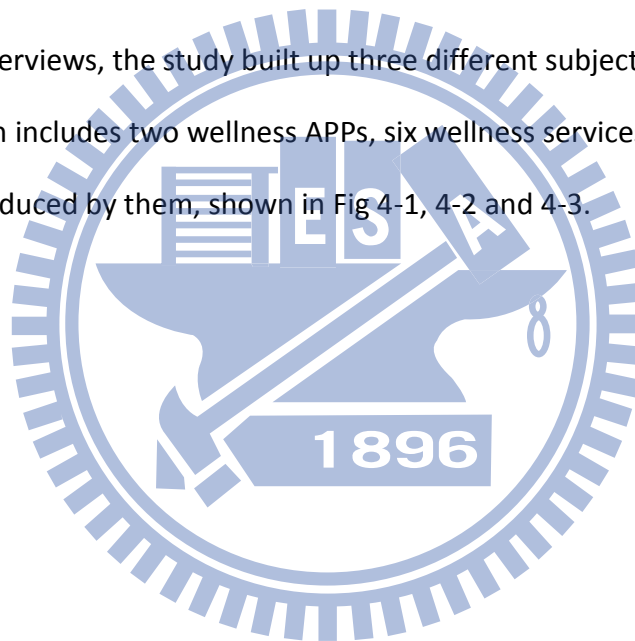 erviews, the study built up three different subject
n includes two wellness APPs, six wellness services
duced by them, shown in Fig 4-1, 4-2 and 4-3.
E S A
1896